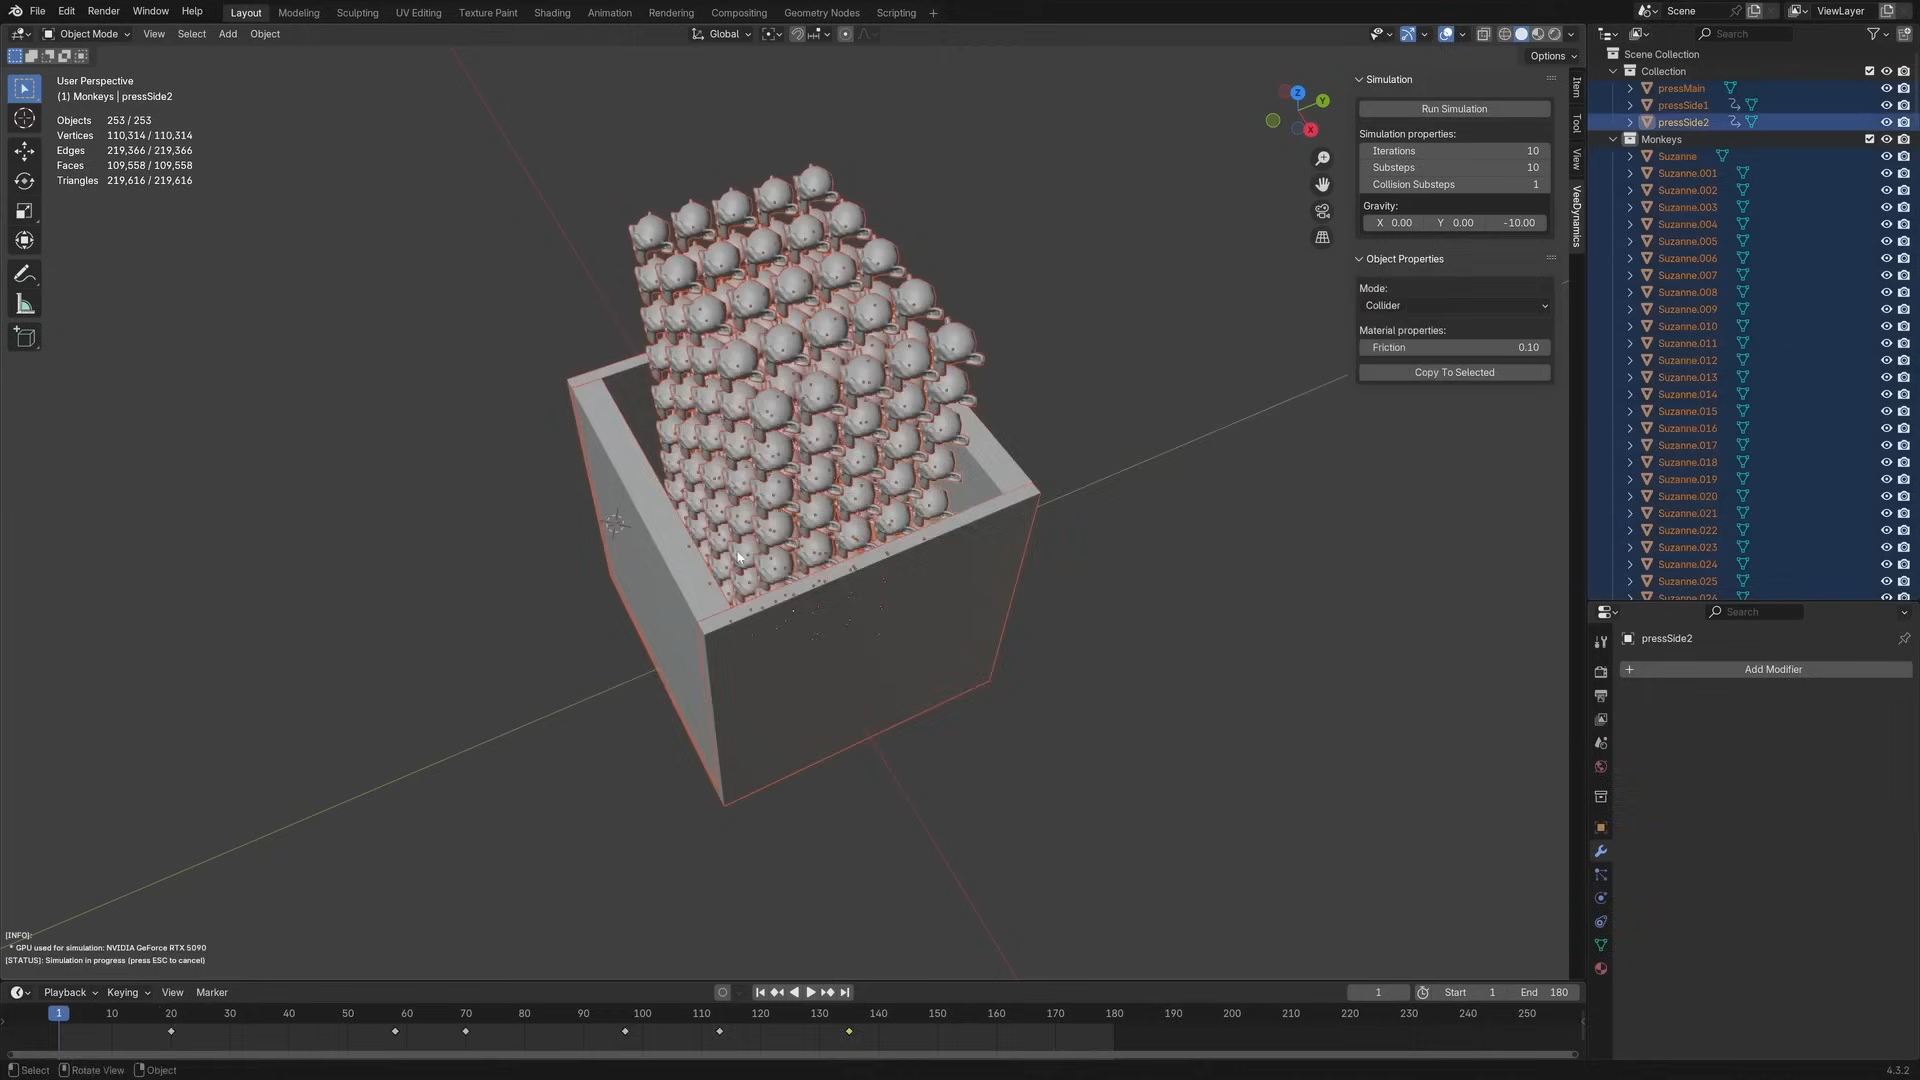 File Edit Render Window Help Layout Modeling Sculpting UV Editing Texture Paint Shading Animation Rendering Compositing Geometry Nodes Scripting Scene ViewLayer
Object Mode View Select Add Object Global Search
Options
User Perspective
(1) Monkeys | pressSide2
Objects 253 / 253
Vertices 110,314 / 110,314
Edges 219,366 / 219,366
Faces 109,558 / 109,558
Triangles 219,616 / 219,616
Z
Y
X
Simulation
Run Simulation
Simulation properties:
Iterations 10
Substeps 10
Collision Substeps 1
Gravity:
X 0.00 Y 0.00 -10.00
Object Properties
Mode:
Collider
Material properties:
Friction 0.10
Copy To Selected
Item
Tool
View
VeeDynamics
Scene Collection
Collection
pressMain
pressSide1
pressSide2
Monkeys
Suzanne
Suzanne.001
Suzanne.002
Suzanne.003
Suzanne.004
Suzanne.005
Suzanne.006
Suzanne.007
Suzanne.008
Suzanne.009
Suzanne.010
Suzanne.011
Suzanne.012
Suzanne.013
Suzanne.014
Suzanne.015
Suzanne.016
Suzanne.017
Suzanne.018
Suzanne.019
Suzanne.020
Suzanne.021
Suzanne.022
Suzanne.023
Suzanne.024
Suzanne.025
Suzanne.026
Search
pressSide2
Add Modifier
[INFO]:
* GPU used for simulation: NVIDIA GeForce RTX 5090
[STATUS]: Simulation in progress (press ESC to cancel)
Playback Keying View Marker 1 Start 1 End 180
1 10 20 30 40 50 60 70 80 90 100 110 120 130 140 150 160 170 180 190 200 210 220 230 240 250
Select Rotate View Object 4.3.2